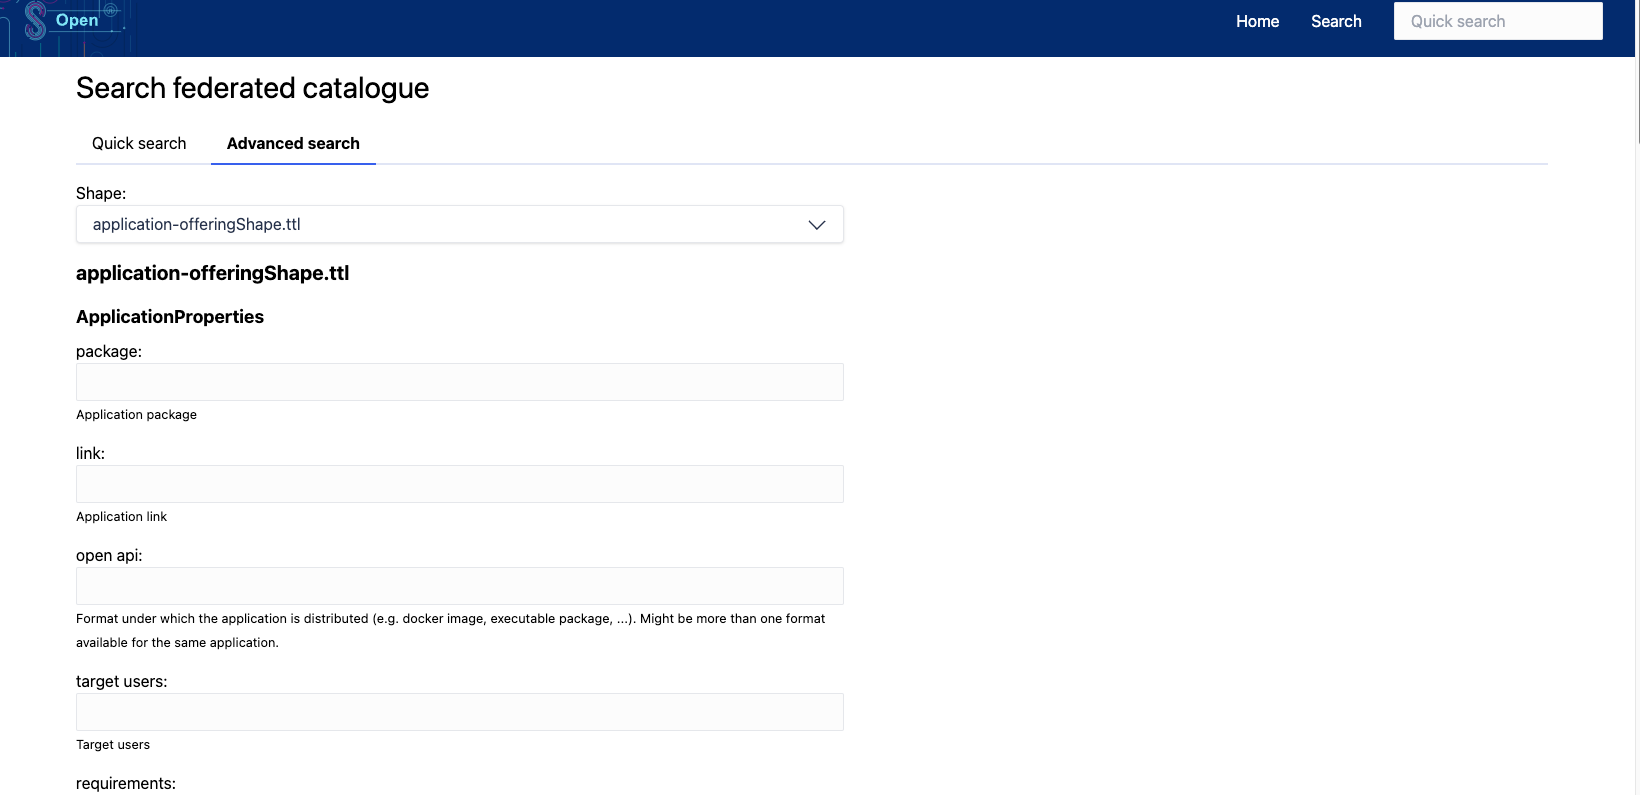 Open
Home
Search
Quick search
Search federated catalogue
Quick search
Advanced search
Shape:
application-offeringShape.ttl
application-offeringShape.ttl
ApplicationProperties
package:
Application package
link:
Application link
open api:
Format under which the application is distributed (e.g. docker image, executable package, ...). Might be more than one format
available for the same application.
target users:
Target users
requirements: